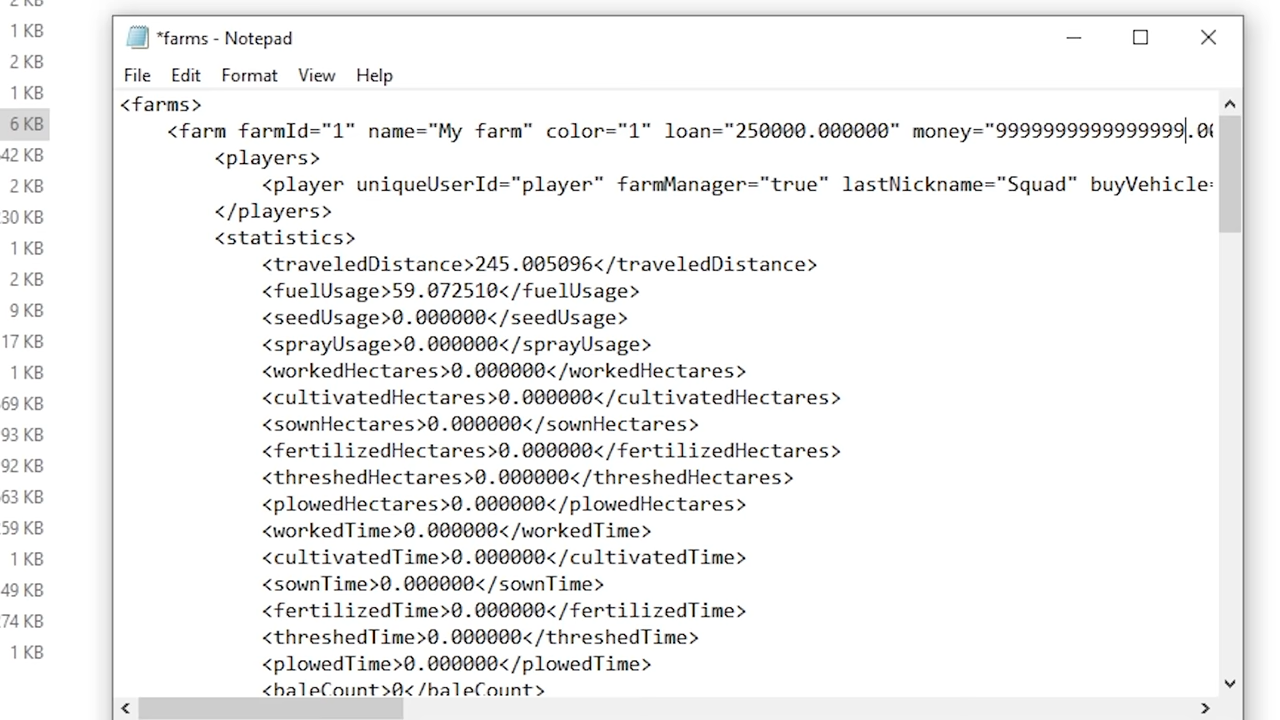 2 KB
1 KB
2 KB
1 KB
6 KB
42 KB
2 KB
30 KB
1 KB
2 KB
9 KB
17 KB
1 KB
69 KB
93 KB
92 KB
63 KB
59 KB
1 KB
49 KB
74 KB
1 KB
*farms - Notepad
File Edit Format View Help
<farms>
<farm farmId="1" name="My farm" color="1" loan="250000.000000" money="9999999999999999.00
<players>
<player uniqueUserId="player" farmManager="true" lastNickname="Squad" buyVehicle=
</players>
<statistics>
<traveledDistance>245.005096</traveledDistance>
<fuelUsage>59.072510</fuelUsage>
<seedUsage>0.000000</seedUsage>
<sprayUsage>0.000000</sprayUsage>
<workedHectares>0.000000</workedHectares>
<cultivatedHectares>0.000000</cultivatedHectares>
<sownHectares>0.000000</sownHectares>
<fertilizedHectares>0.000000</fertilizedHectares>
<threshedHectares>0.000000</threshedHectares>
<plowedHectares>0.000000</plowedHectares>
<workedTime>0.000000</workedTime>
<cultivatedTime>0.000000</cultivatedTime>
<sownTime>0.000000</sownTime>
<fertilizedTime>0.000000</fertilizedTime>
<threshedTime>0.000000</threshedTime>
<plowedTime>0.000000</plowedTime>
<baleCount>0</baleCount>